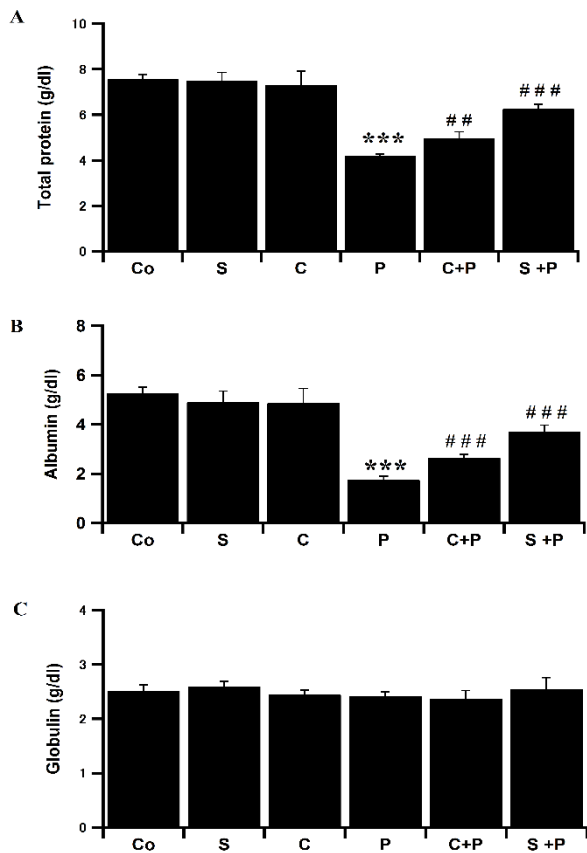 A
Total protein (g/dl)
10
8
6
4
2
0
***
# #
# # #
Co S C P C+P S +P
B
Albumin (g/dl)
8
6
4
2
0
***
# # #
# # #
Co S C P C+P S +P
C
Globulin (g/dl)
4
3
2
1
0
Co S C P C+P S +P